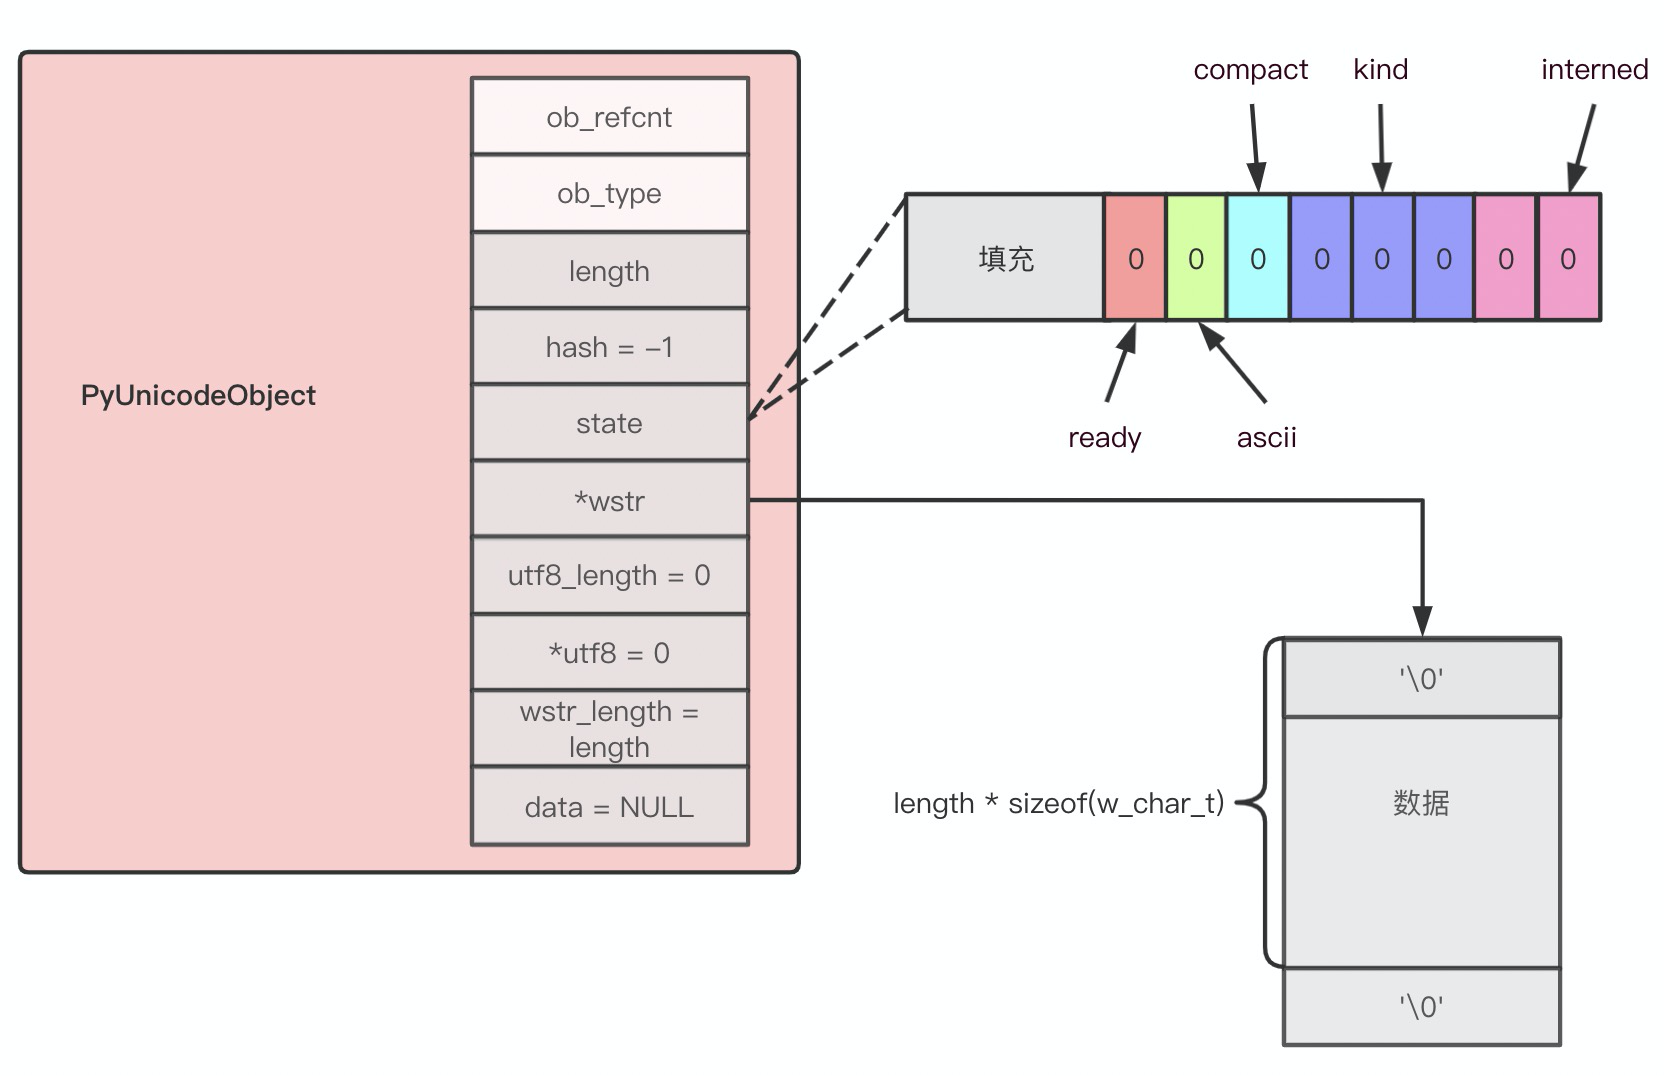 PyUnicodeObject
ob_refcnt
ob_type
length
hash = -1
state
*wstr
utf8_length = 0
*utf8 = 0
wstr_length =
length
data = NULL
compact
kind
interned
填充
0
0
0
0
0
0
0
0
ready
ascii
'\0'
length * sizeof(w_char_t)
数据
'\0'